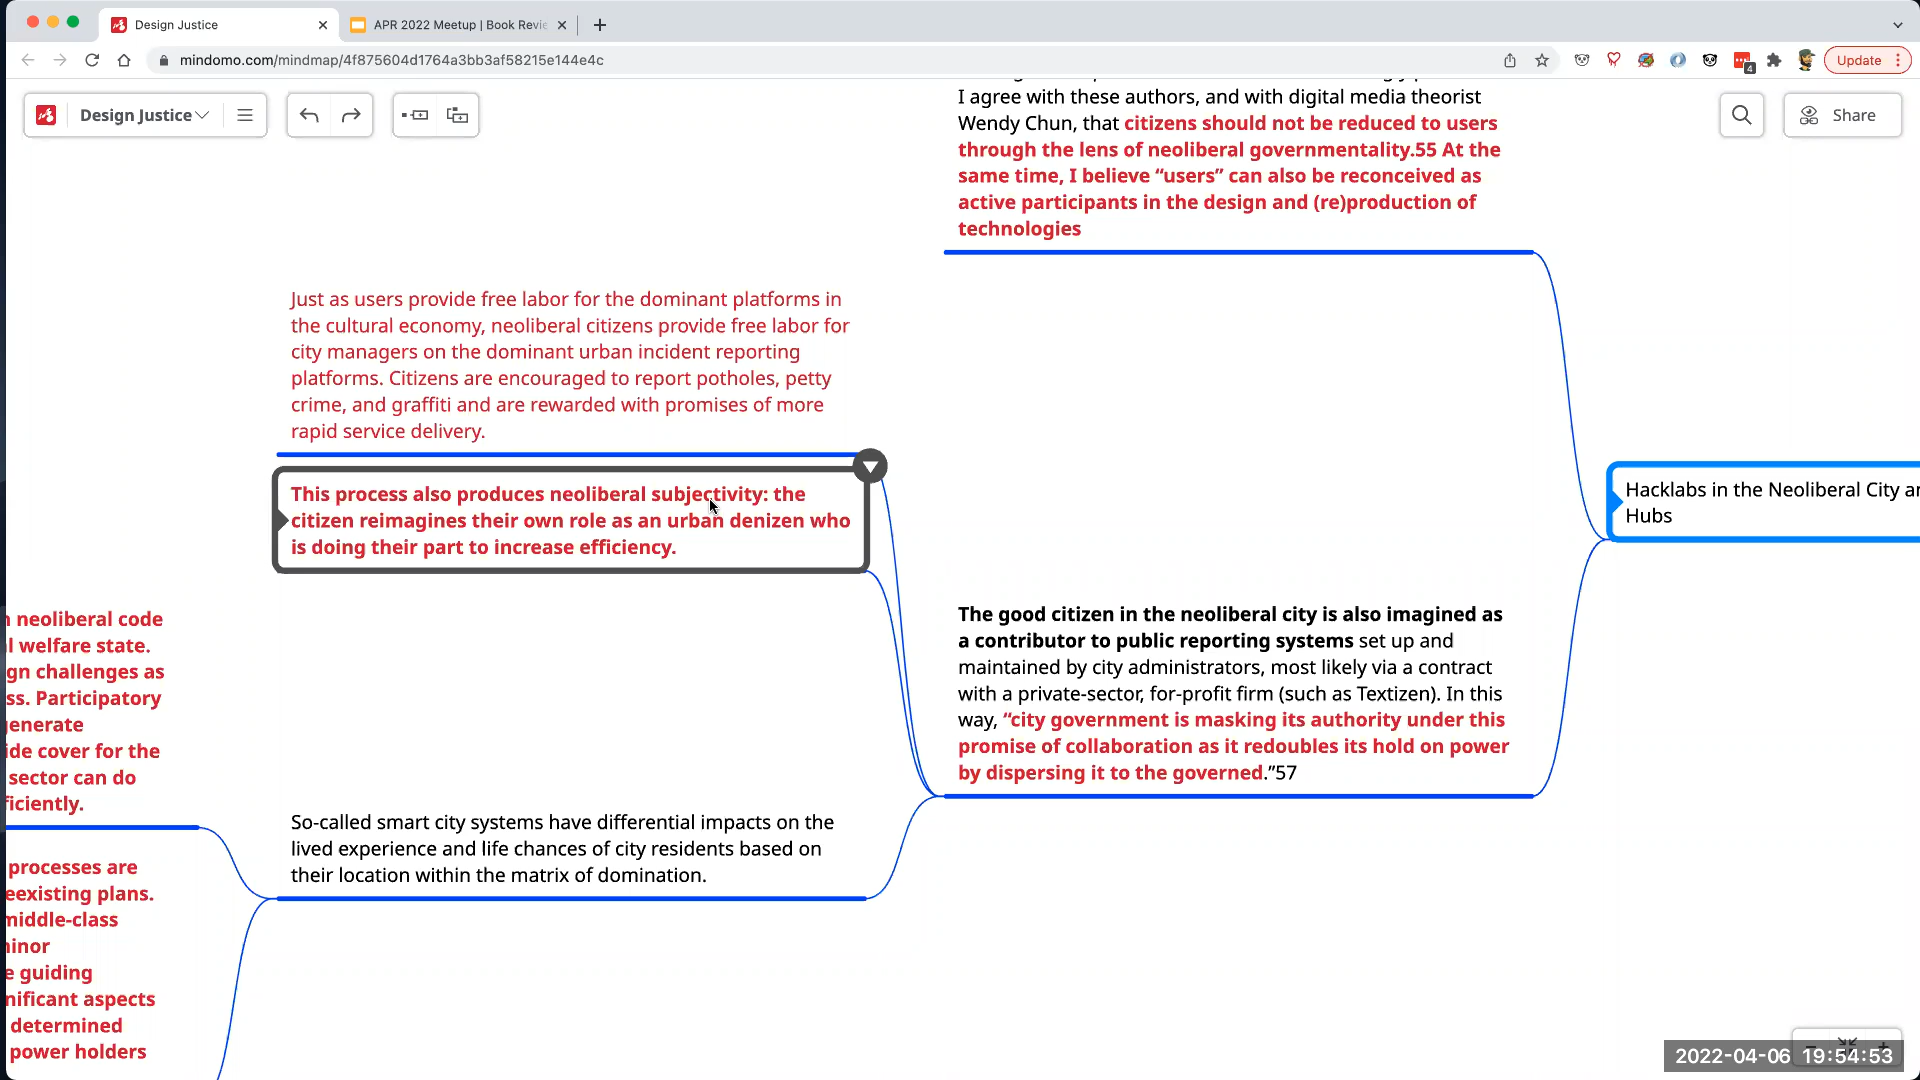 Design Justice
APR 2022 Meetup | Book Revie
mindomo.com/mindmap/4f875604d1764a3bb3af58215e144e4c
4
Update
Design Justice
Share
I agree with these authors, and with digital media theorist
Wendy Chun, that citizens should not be reduced to users
through the lens of neoliberal governmentality.55 At the
same time, I believe “users” can also be reconceived as
active participants in the design and (re)production of
technologies
Just as users provide free labor for the dominant platforms in
the cultural economy, neoliberal citizens provide free labor for
city managers on the dominant urban incident reporting
platforms. Citizens are encouraged to report potholes, petty
crime, and graffiti and are rewarded with promises of more
rapid service delivery.
This process also produces neoliberal subjectivity: the
citizen reimagines their own role as an urban denizen who
is doing their part to increase efficiency.
Hacklabs in the Neoliberal City an
Hubs
The good citizen in the neoliberal city is also imagined as
a contributor to public reporting systems set up and
maintained by city administrators, most likely via a contract
with a private-sector, for-profit firm (such as Textizen). In this
way, “city government is masking its authority under this
promise of collaboration as it redoubles its hold on power
by dispersing it to the governed.”57
So-called smart city systems have differential impacts on the
lived experience and life chances of city residents based on
their location within the matrix of domination.
neoliberal code
l welfare state.
gn challenges as
ss. Participatory
generate
ide cover for the
sector can do
ficiently.
processes are
eexisting plans.
middle-class
minor
e guiding
nificant aspects
determined
power holders
2022-04-06 19:54:53